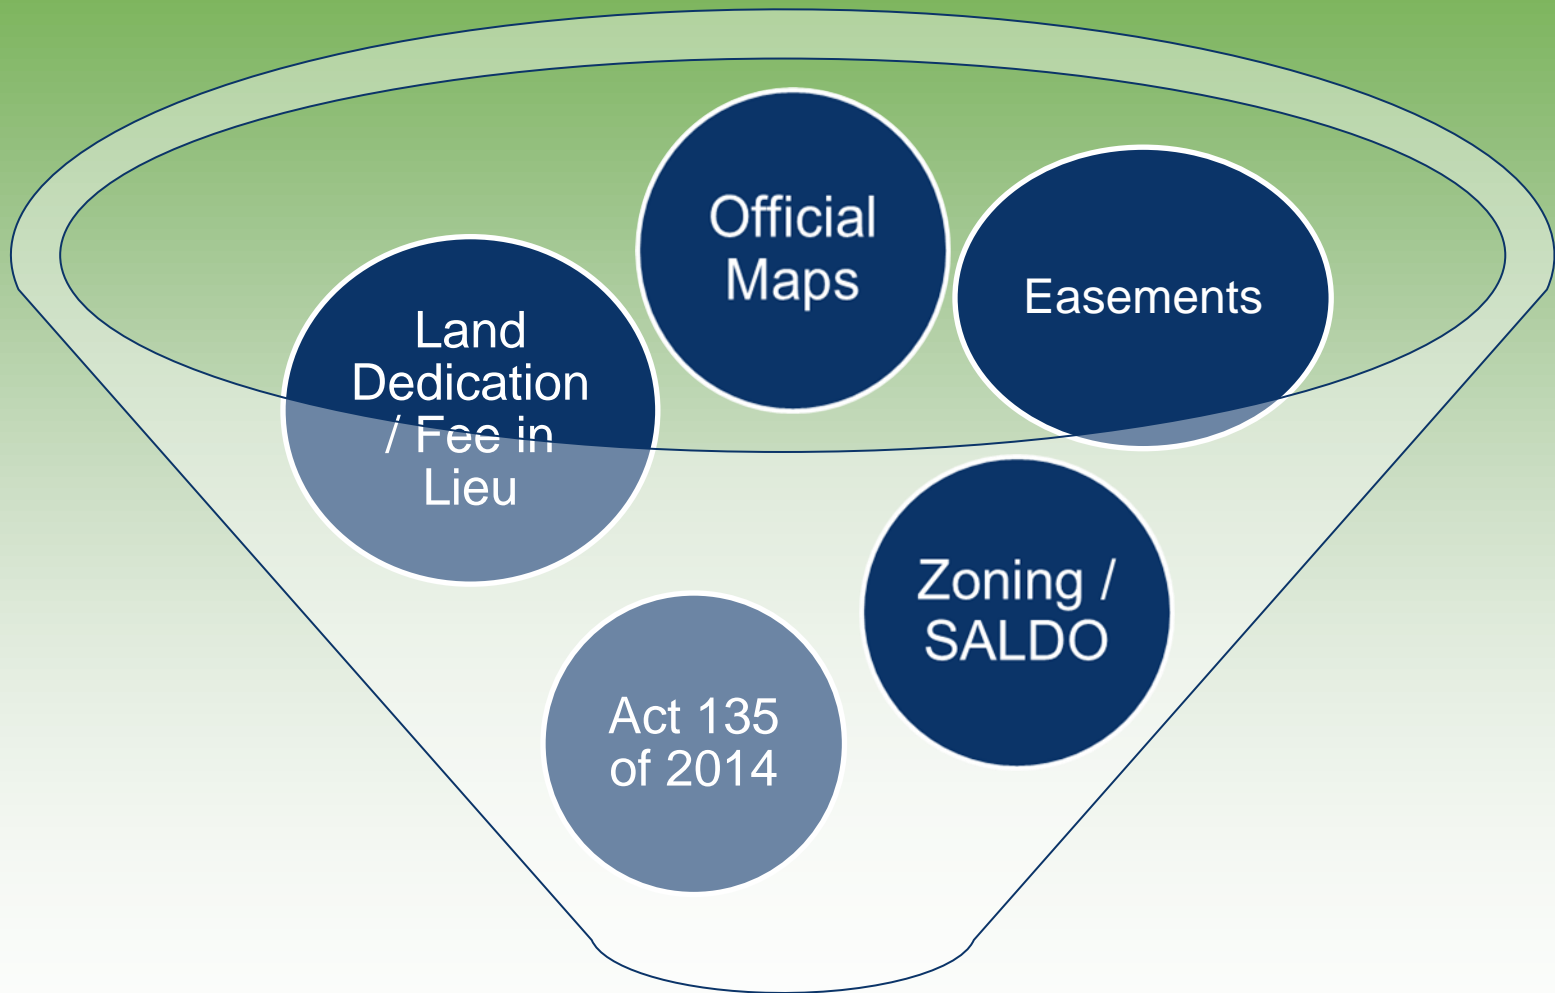 Official
Maps
Easements
Land
Dedication
/ Fee in
Lieu
Zoning /
SALDO
Act 135
of 2014